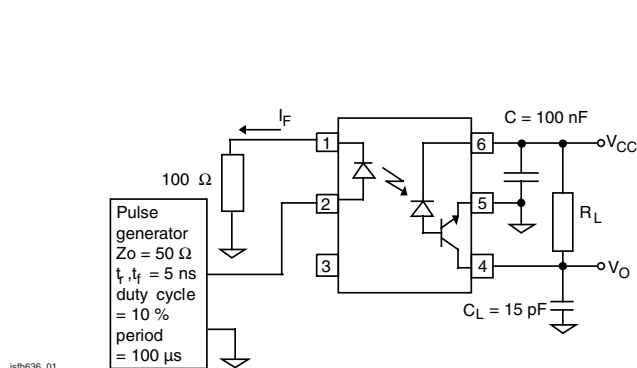 C = 100 nF
IF
VCC
1
6
100 Ω
2
5
RL
Pulse
generator
Zo = 50 Ω
tr ,tf = 5 ns
duty cycle
= 10 %
period
= 100 µs
3
4
VO
CL = 15 pF
isfh636_01